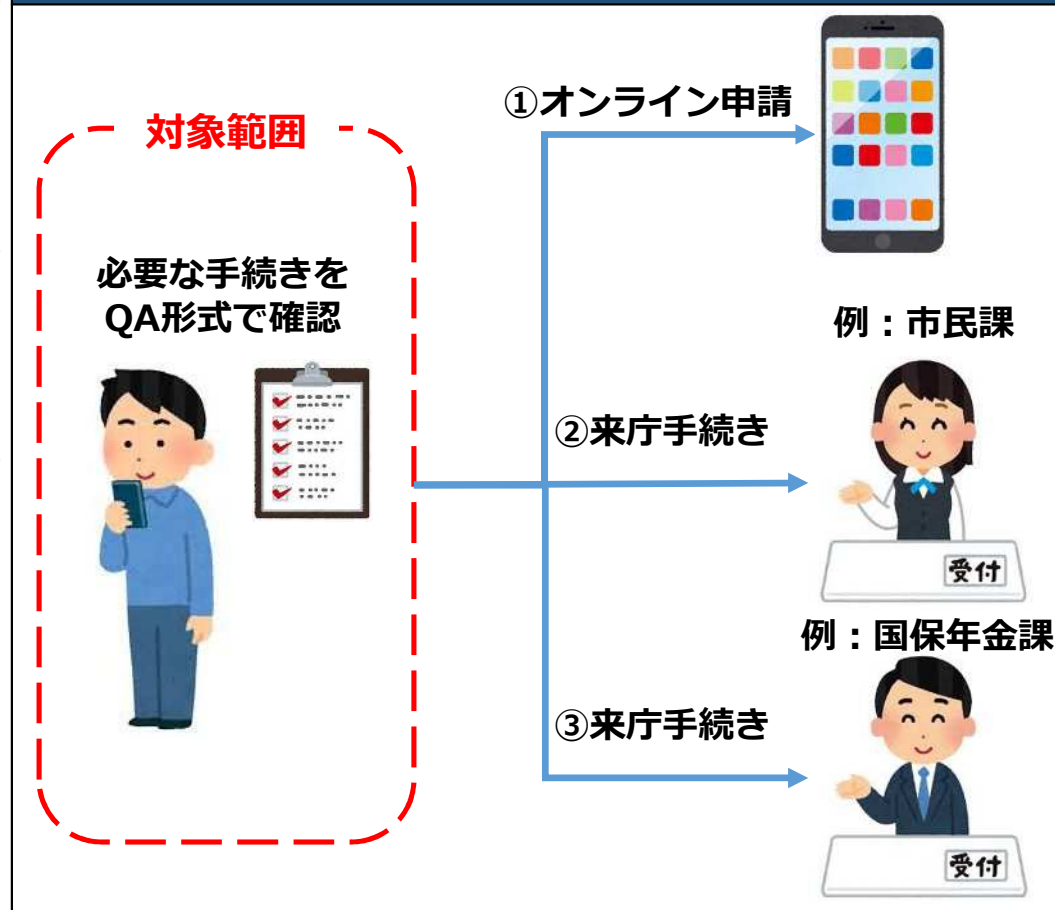 対象範囲
必要な手続きを
QA形式で確認
①オンライン申請
例：市民課
②来庁手続き
受付
例：国保年金課
③来庁手続き
受付